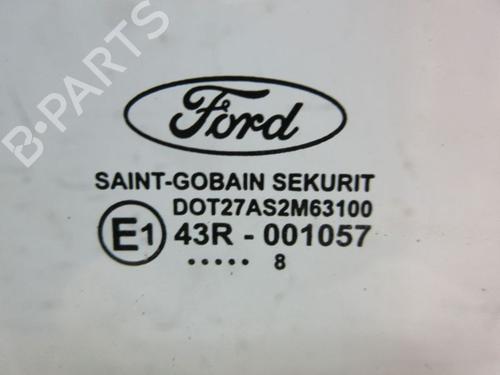 B-PARTS
Ford
SAINT-GOBAIN SEKURIT
DOT27AS2M63100
E1 43R - 001057
..... 8